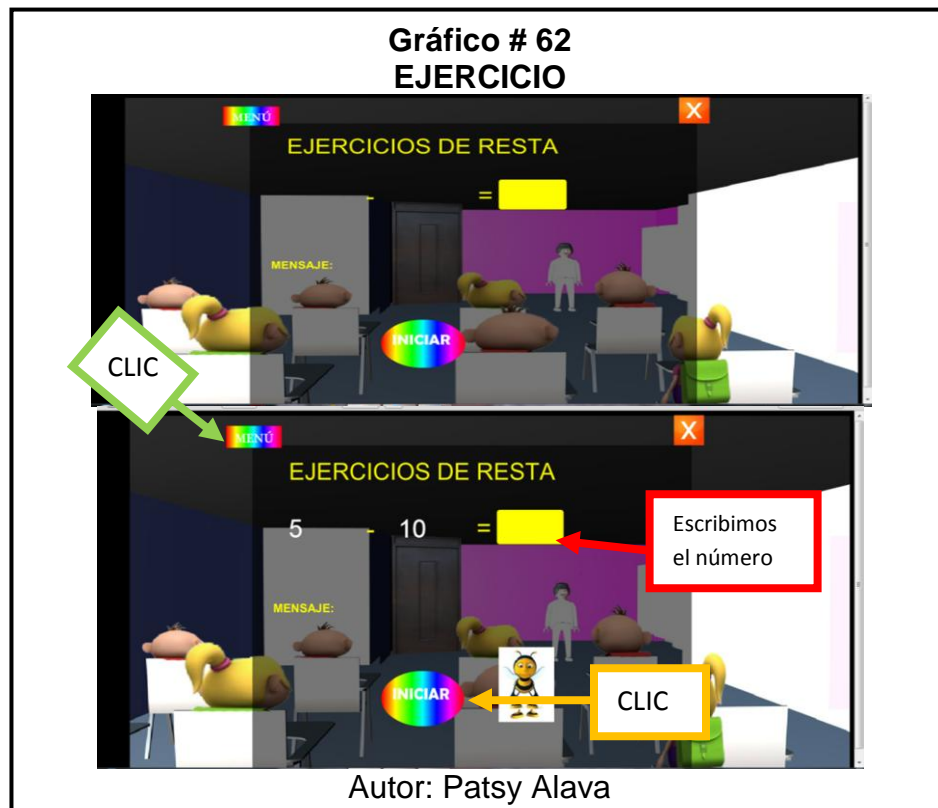 Gráfico # 62
EJERCICIO
MENÚ
X
EJERCICIOS DE RESTA
- =
MENSAJE:
INICIAR
CLIC
MENÚ
X
EJERCICIOS DE RESTA
5 - 10 =
Escribimos
el número
MENSAJE:
INICIAR
CLIC
Autor: Patsy Alava